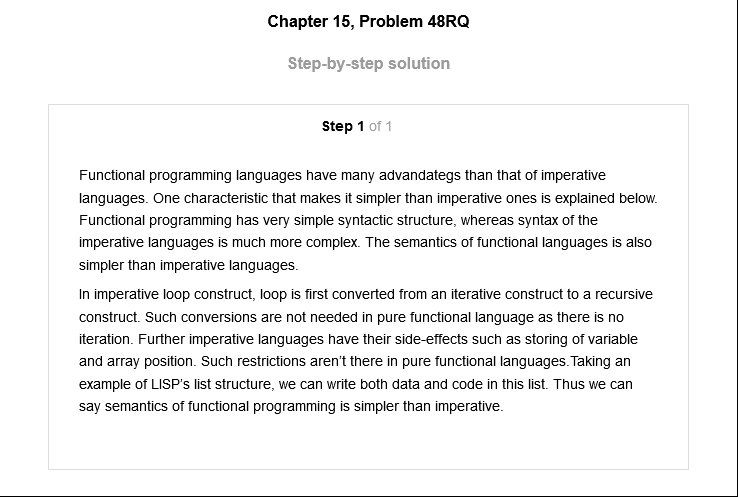 Chapter 15, Problem 48RQ
Step-by-step solution
Step 1 of 1
Functional programming languages have many advandategs than that of imperative
languages. One characteristic that makes it simpler than imperative ones is explained below.
Functional programming has very simple syntactic structure, whereas syntax of the
imperative languages is much more complex. The semantics of functional languages is also
simpler than imperative languages.
In imperative loop construct, loop is first converted from an iterative construct to a recursive
construct. Such conversions are not needed in pure functional language as there is no
iteration. Further imperative languages have their side-effects such as storing of variable
and array position. Such restrictions aren't there in pure functional languages.Taking an
example of LISP's list structure, we can write both data and code in this list. Thus we can
say semantics of functional programming is simpler than imperative.